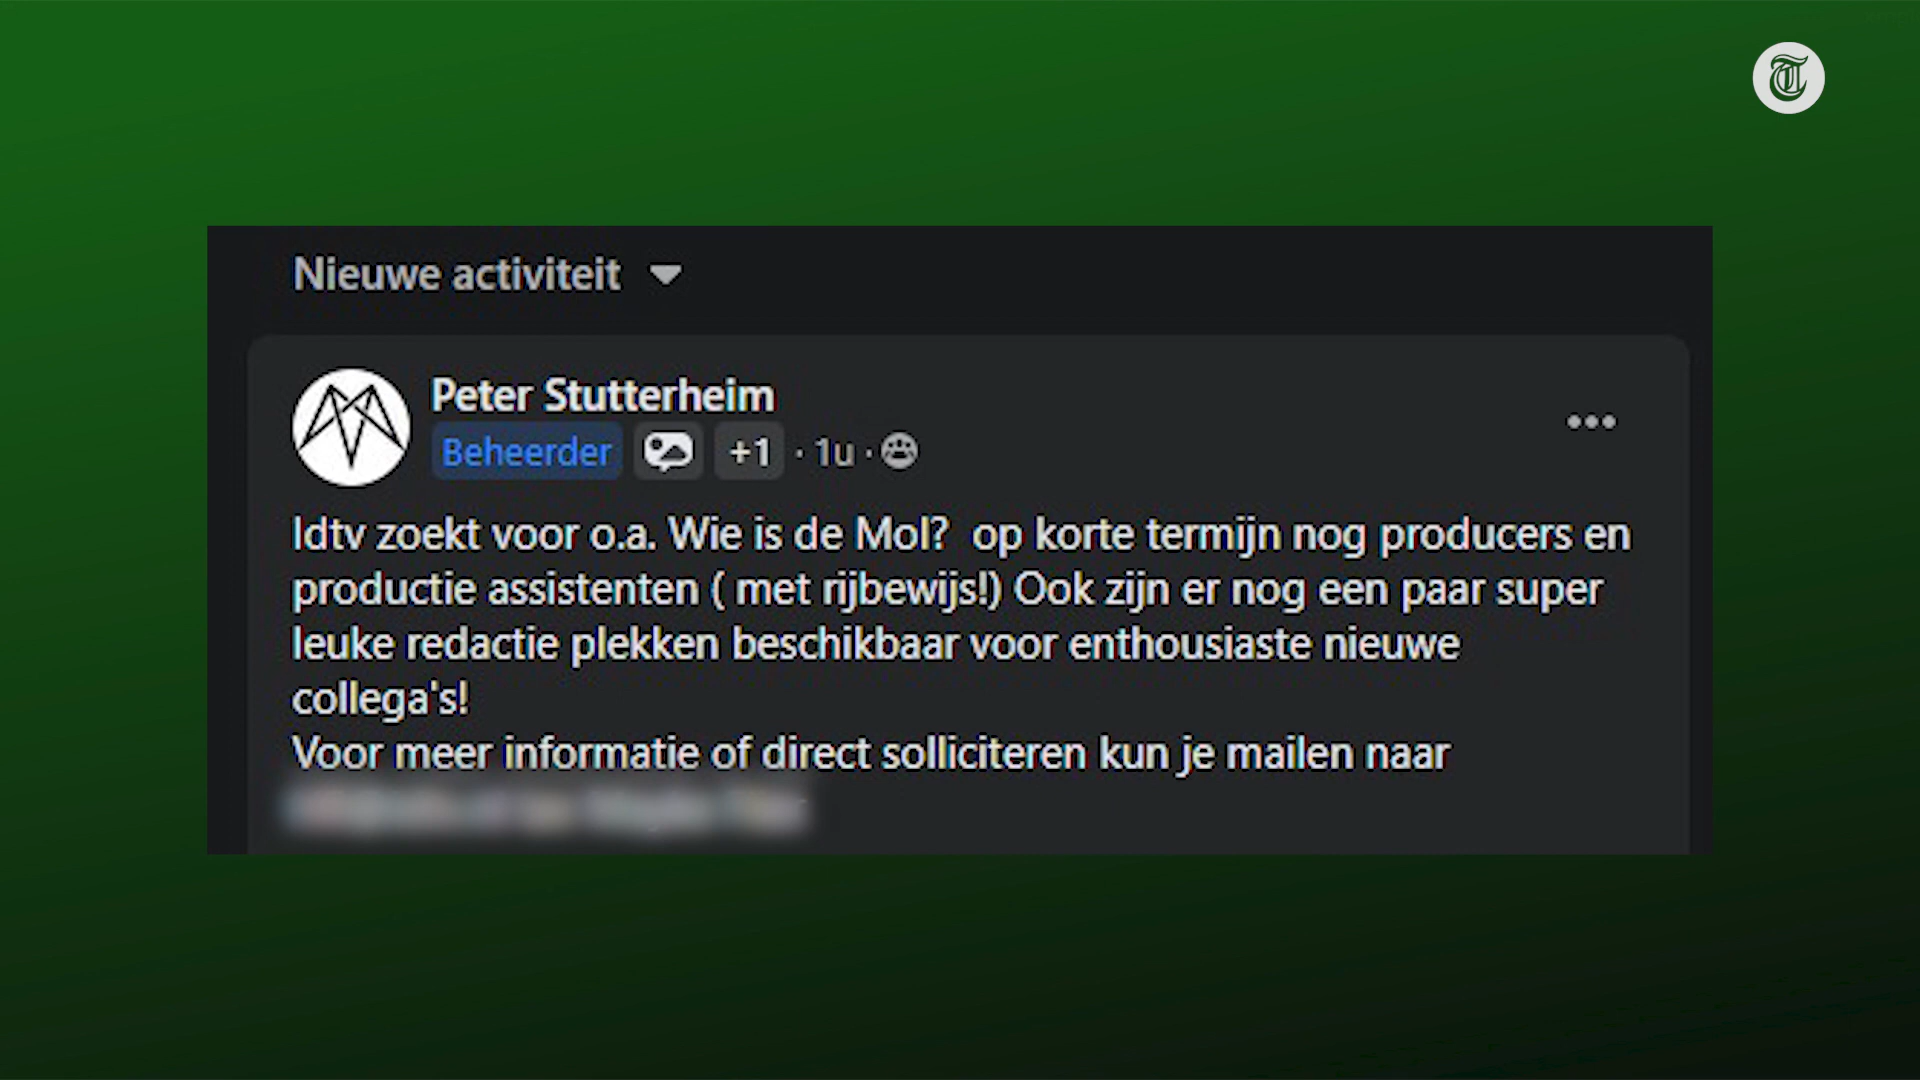 T
Nieuwe activiteit
Peter Stutterheim
Beheerder +1 · 1u ·
Idtv zoekt voor o.a. Wie is de Mol?  op korte termijn nog producers en
productie assistenten ( met rijbewijs!) Ook zijn er nog een paar super
leuke redactie plekken beschikbaar voor enthousiaste nieuwe
collega's!
Voor meer informatie of direct solliciteren kun je mailen naar